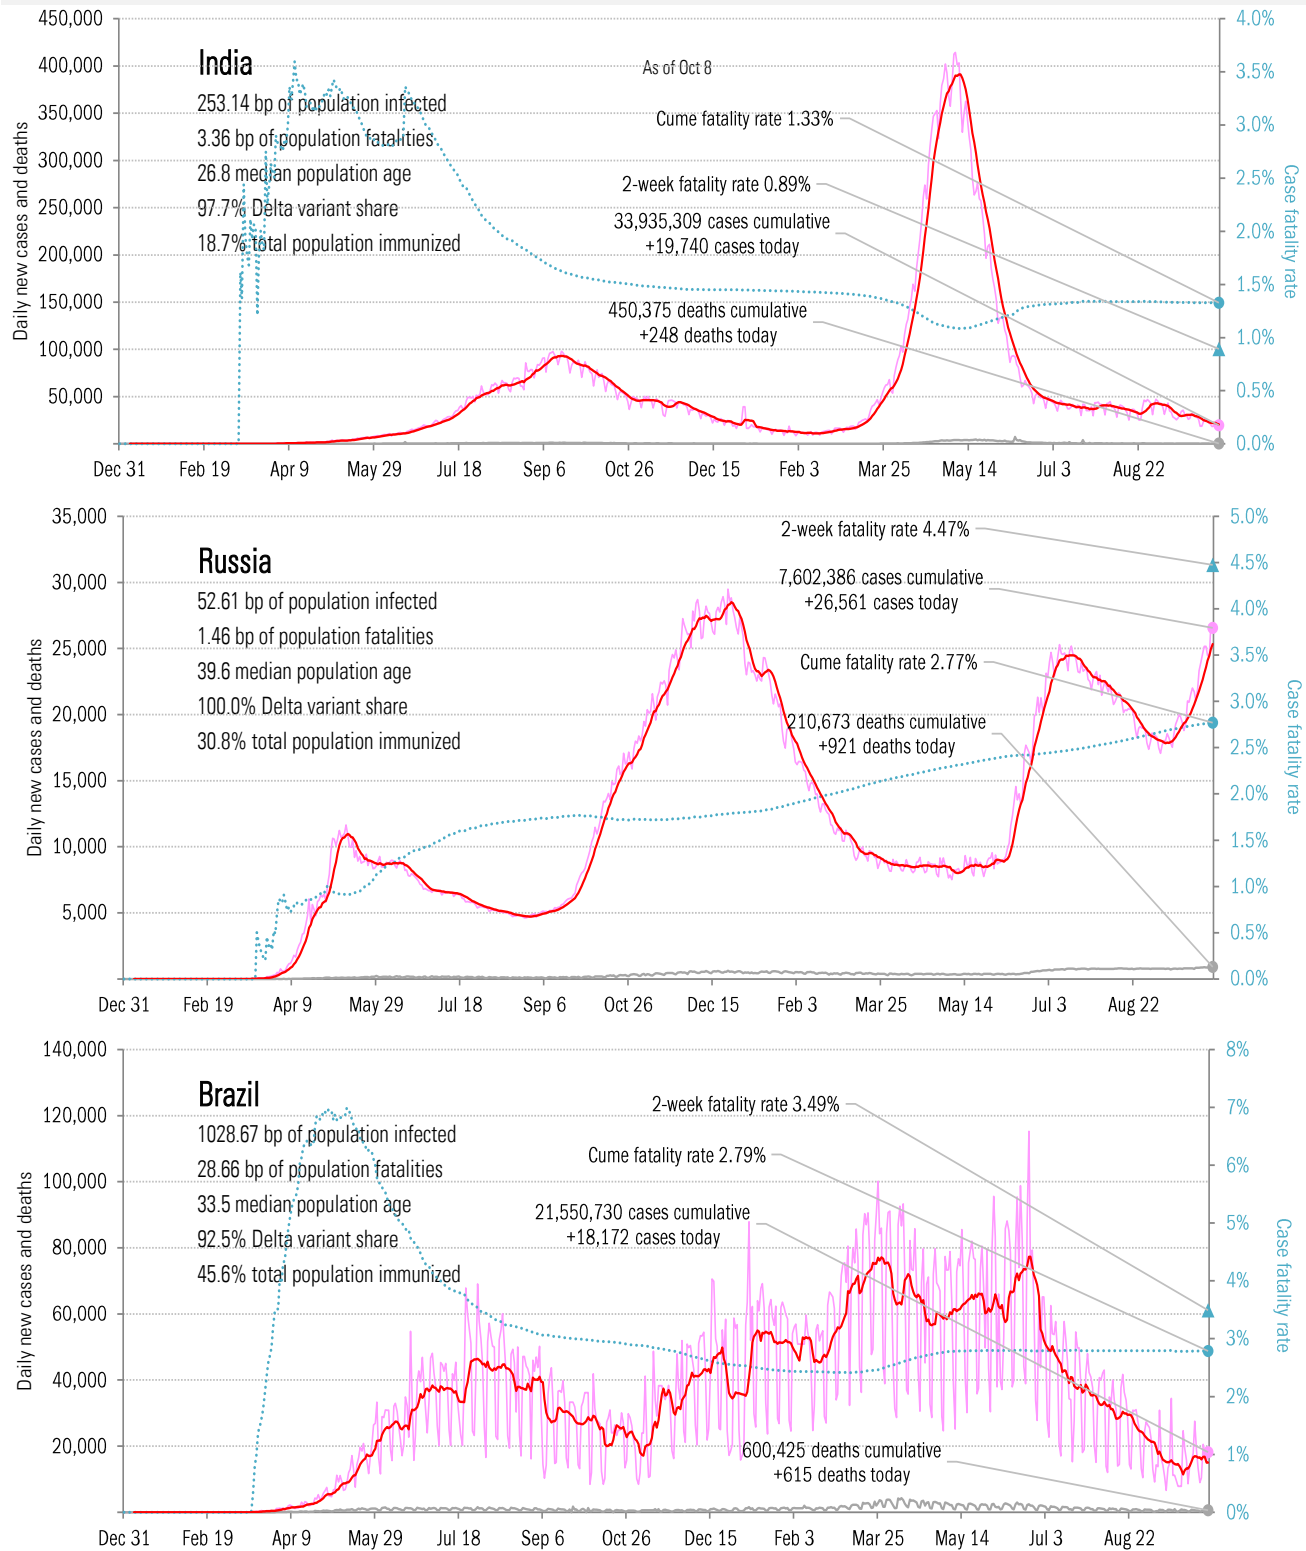 450,000
400,000
350,000
300,000
250,000
200,000
150,000
100,000
50,000
Daily new cases and deaths
India
253.14 bp of population infected
3.36 bp of population fatalities
26.8 median population age
97.7% Delta variant share
18.7% total population immunized
As of Oct 8
Cume fatality rate 1.33%
2-week fatality rate 0.89%
33,935,309 cases cumulative
+19,740 cases today
450,375 deaths cumulative
+248 deaths today
4.0%
3.5%
3.0%
2.5%
2.0%
1.5%
1.0%
0.5%
0.0%
Case fatality rate
Dec 31 Feb 19 Apr 9 May 29 Jul 18 Sep 6 Oct 26 Dec 15 Feb 3 Mar 25 May 14 Jul 3 Aug 22
35,000
30,000
25,000
20,000
15,000
10,000
5,000
Daily new cases and deaths
Russia
52.61 bp of population infected
1.46 bp of population fatalities
39.6 median population age
100.0% Delta variant share
30.8% total population immunized
2-week fatality rate 4.47%
7,602,386 cases cumulative
+26,561 cases today
Cume fatality rate 2.77%
210,673 deaths cumulative
+921 deaths today
5.0%
4.5%
4.0%
3.5%
3.0%
2.5%
2.0%
1.5%
1.0%
0.5%
0.0%
Case fatality rate
Dec 31 Feb 19 Apr 9 May 29 Jul 18 Sep 6 Oct 26 Dec 15 Feb 3 Mar 25 May 14 Jul 3 Aug 22
140,000
120,000
100,000
80,000
60,000
40,000
20,000
Daily new cases and deaths
Brazil
1028.67 bp of population infected
28.66 bp of population fatalities
33.5 median population age
92.5% Delta variant share
45.6% total population immunized
2-week fatality rate 3.49%
Cume fatality rate 2.79%
21,550,730 cases cumulative
+18,172 cases today
600,425 deaths cumulative
+615 deaths today
8%
7%
6%
5%
4%
3%
2%
1%
0%
Case fatality rate
Dec 31 Feb 19 Apr 9 May 29 Jul 18 Sep 6 Oct 26 Dec 15 Feb 3 Mar 25 May 14 Jul 3 Aug 22